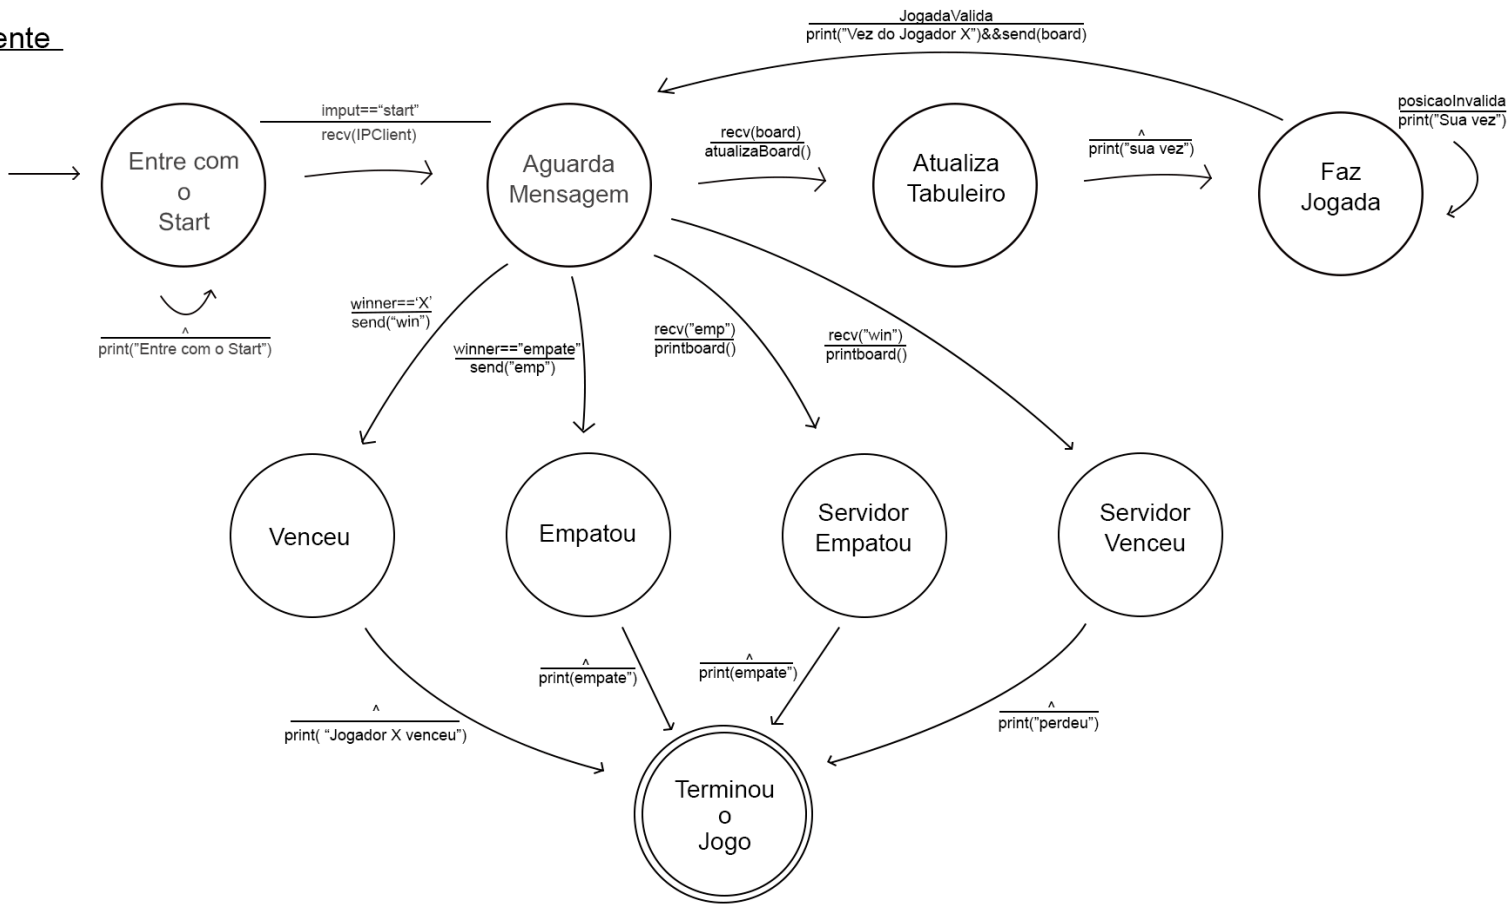 ente
JogadaValida
print("Vez do Jogador X")&&send(board)
imput=="start"
recv(IPClient)
recv(board)
atualizaBoard()
^
print("sua vez")
posicaoInvalida
print("Sua vez")
Entre com
o
Start
Aguarda
Mensagem
Atualiza
Tabuleiro
Faz
Jogada
^
print("Entre com o Start")
winner=='X'
send("win")
winner=="empate"
send("emp")
recv("emp")
printboard()
recv("win")
printboard()
Venceu
Empatou
Servidor
Empatou
Servidor
Venceu
^
print( "Jogador X venceu")
^
print(empate")
^
print(empate")
^
print("perdeu")
Terminou
o
Jogo